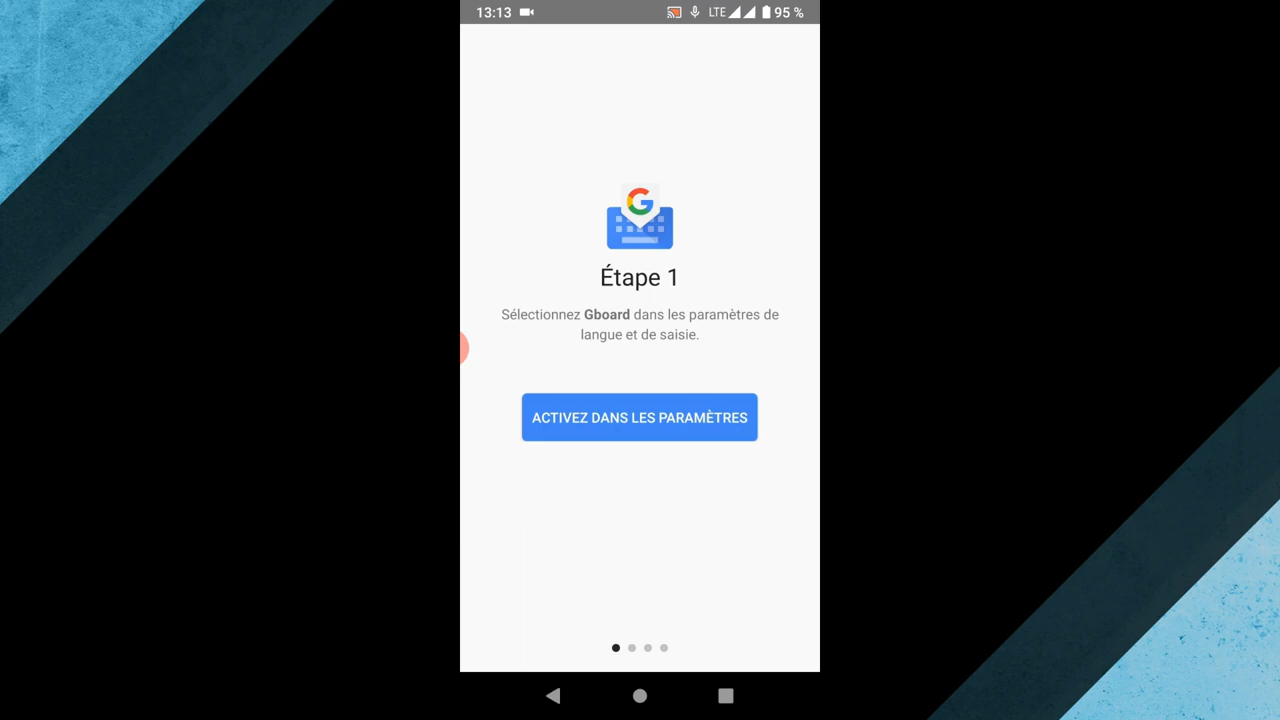 13:13 LTE 95 %
G
Étape 1
Sélectionnez Gboard dans les paramètres de
langue et de saisie.
ACTIVEZ DANS LES PARAMÈTRES